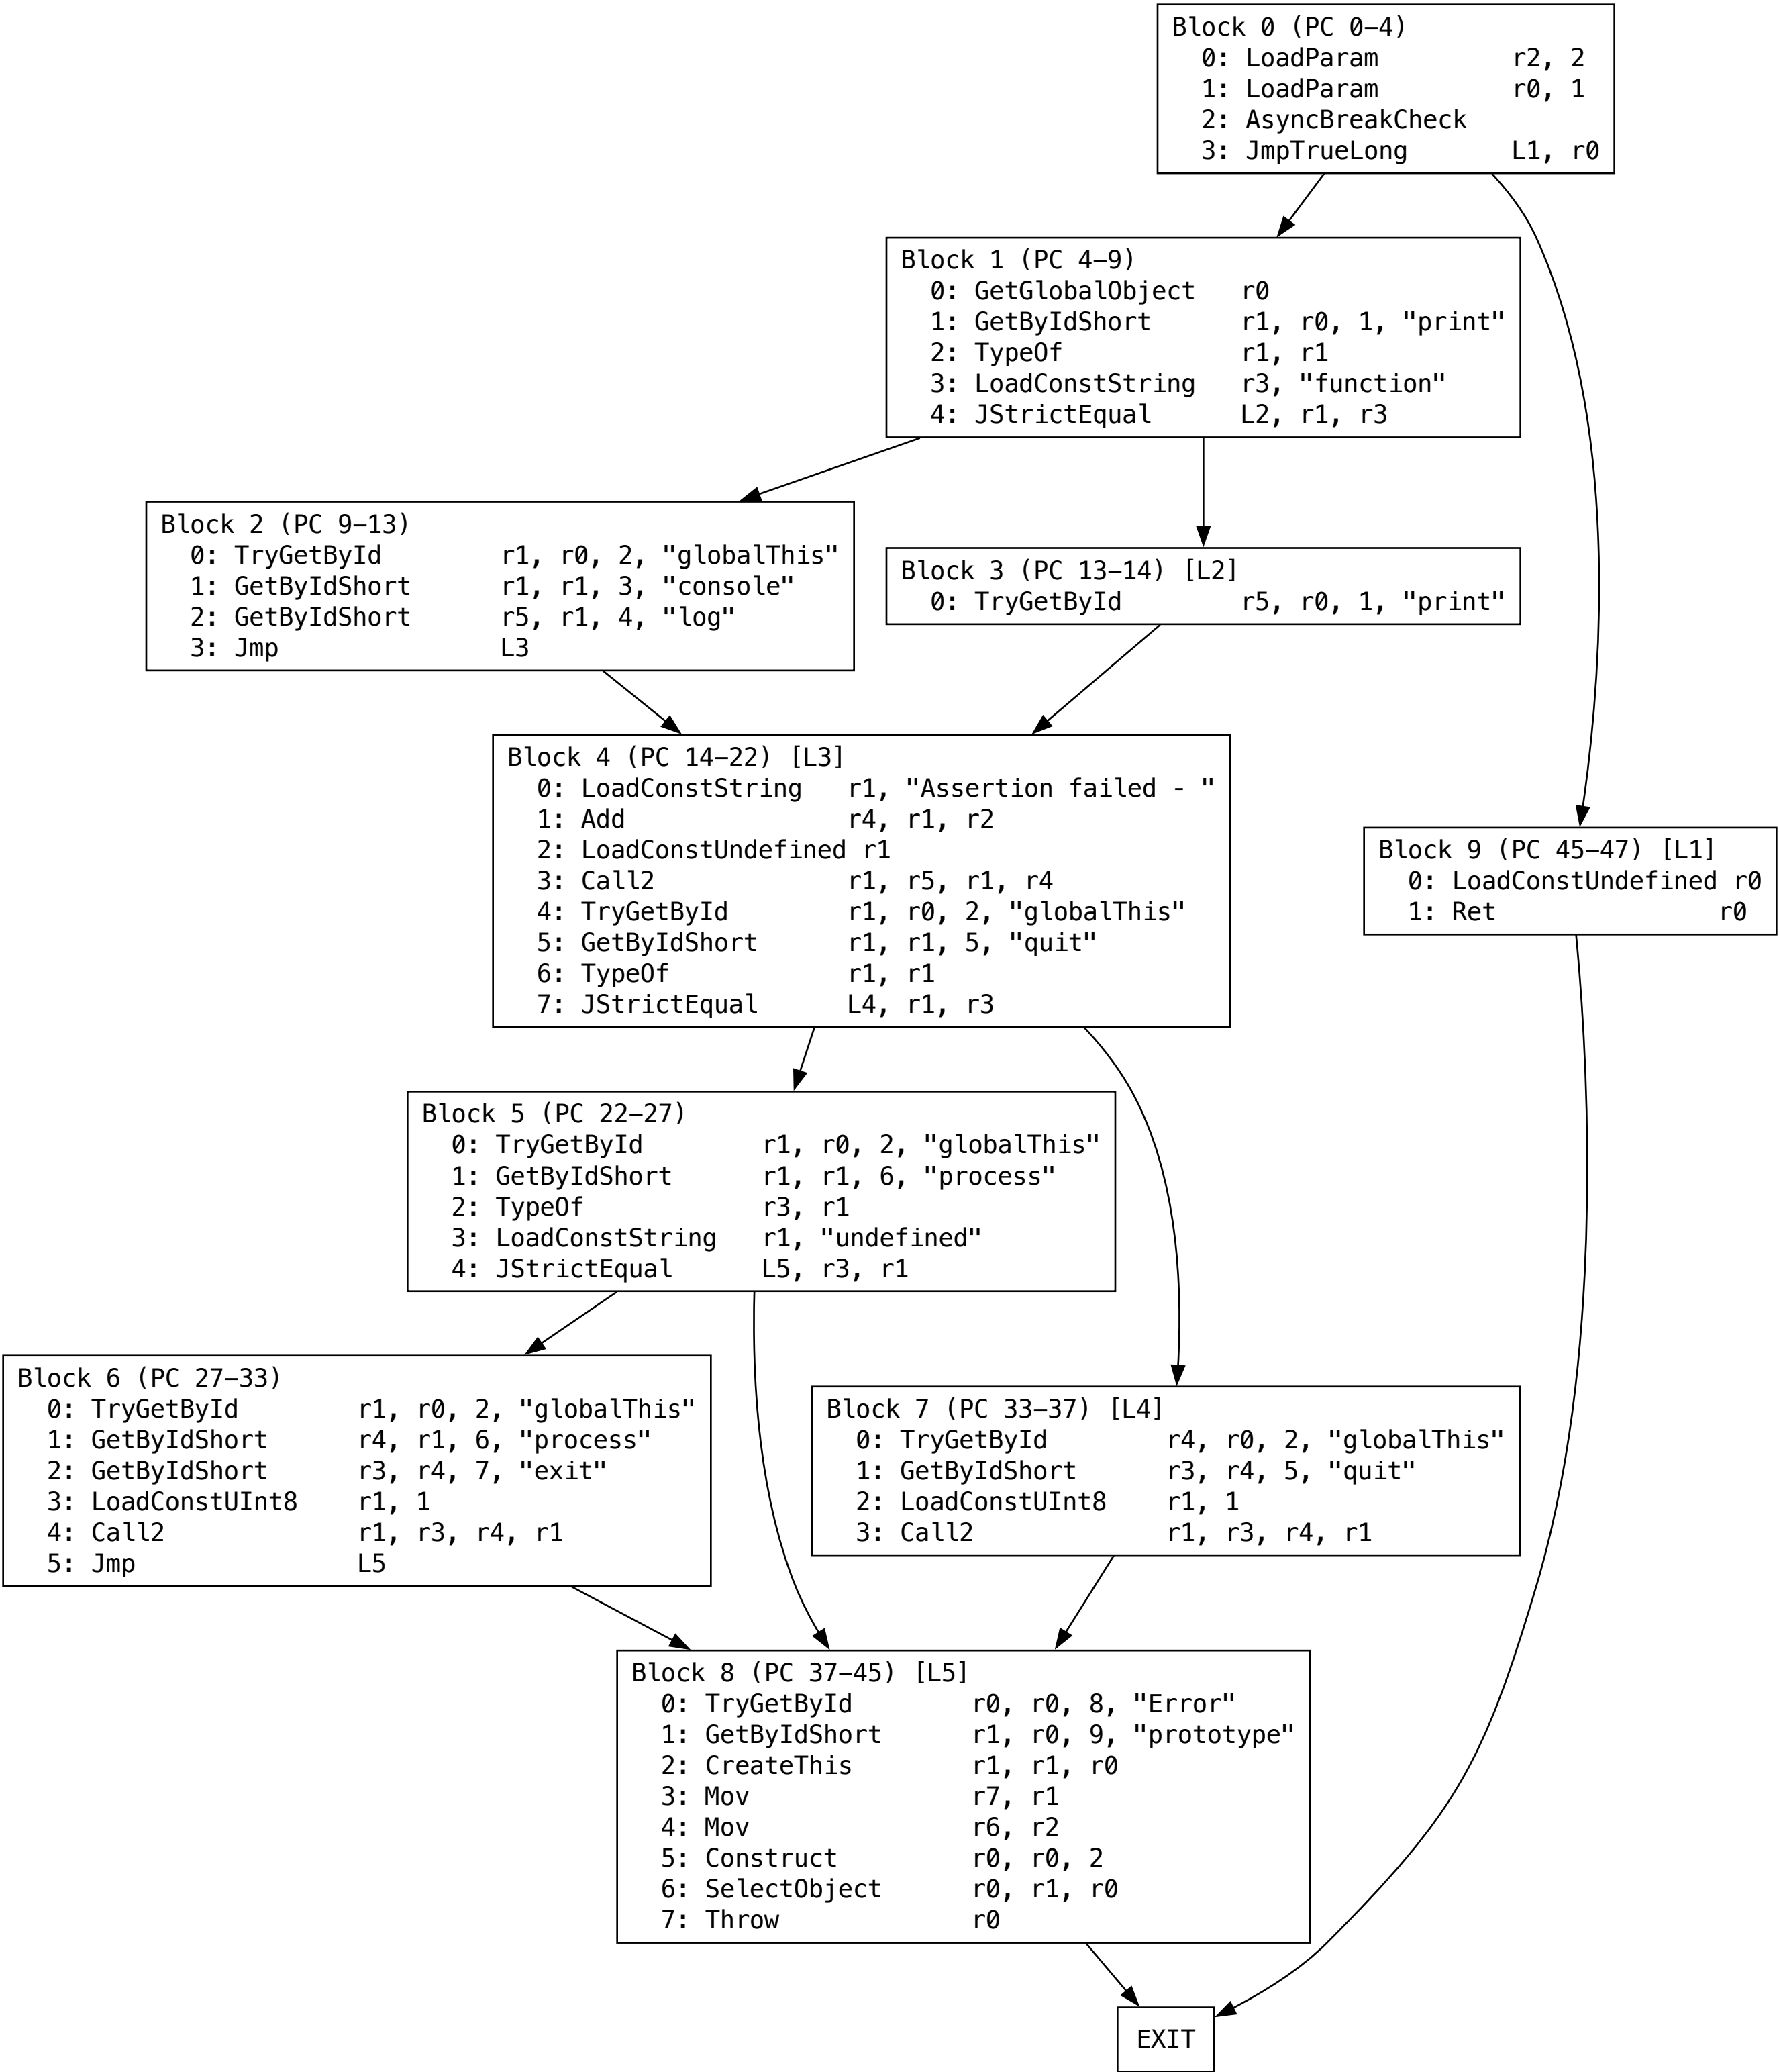 Block 0 (PC 0–4)
0: LoadParam r2, 2
1: LoadParam r0, 1
2: AsyncBreakCheck
3: JmpTrueLong L1, r0
Block 1 (PC 4–9)
0: GetGlobalObject r0
1: GetByIdShort r1, r0, 1, "print"
2: TypeOf r1, r1
3: LoadConstString r3, "function"
4: JStrictEqual L2, r1, r3
Block 2 (PC 9–13)
0: TryGetById r1, r0, 2, "globalThis"
1: GetByIdShort r1, r1, 3, "console"
2: GetByIdShort r5, r1, 4, "log"
3: Jmp L3
Block 3 (PC 13–14) [L2]
0: TryGetById r5, r0, 1, "print"
Block 4 (PC 14–22) [L3]
0: LoadConstString r1, "Assertion failed - "
1: Add r4, r1, r2
2: LoadConstUndefined r1
3: Call2 r1, r5, r1, r4
4: TryGetById r1, r0, 2, "globalThis"
5: GetByIdShort r1, r1, 5, "quit"
6: TypeOf r1, r1
7: JStrictEqual L4, r1, r3
Block 9 (PC 45–47) [L1]
0: LoadConstUndefined r0
1: Ret r0
Block 5 (PC 22–27)
0: TryGetById r1, r0, 2, "globalThis"
1: GetByIdShort r1, r1, 6, "process"
2: TypeOf r3, r1
3: LoadConstString r1, "undefined"
4: JStrictEqual L5, r3, r1
Block 6 (PC 27–33)
0: TryGetById r1, r0, 2, "globalThis"
1: GetByIdShort r4, r1, 6, "process"
2: GetByIdShort r3, r4, 7, "exit"
3: LoadConstUInt8 r1, 1
4: Call2 r1, r3, r4, r1
5: Jmp L5
Block 7 (PC 33–37) [L4]
0: TryGetById r4, r0, 2, "globalThis"
1: GetByIdShort r3, r4, 5, "quit"
2: LoadConstUInt8 r1, 1
3: Call2 r1, r3, r4, r1
Block 8 (PC 37–45) [L5]
0: TryGetById r0, r0, 8, "Error"
1: GetByIdShort r1, r0, 9, "prototype"
2: CreateThis r1, r1, r0
3: Mov r7, r1
4: Mov r6, r2
5: Construct r0, r0, 2
6: SelectObject r0, r1, r0
7: Throw r0
EXIT